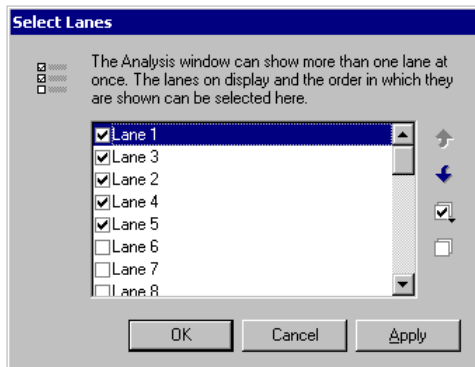 Select Lanes
The Analysis window can show more than one lane at
once. The lanes on display and the order in which they
are shown can be selected here.
Lane 1
Lane 3
Lane 2
Lane 4
Lane 5
Lane 6
Lane 7
Lane 8
OK
Cancel
Apply